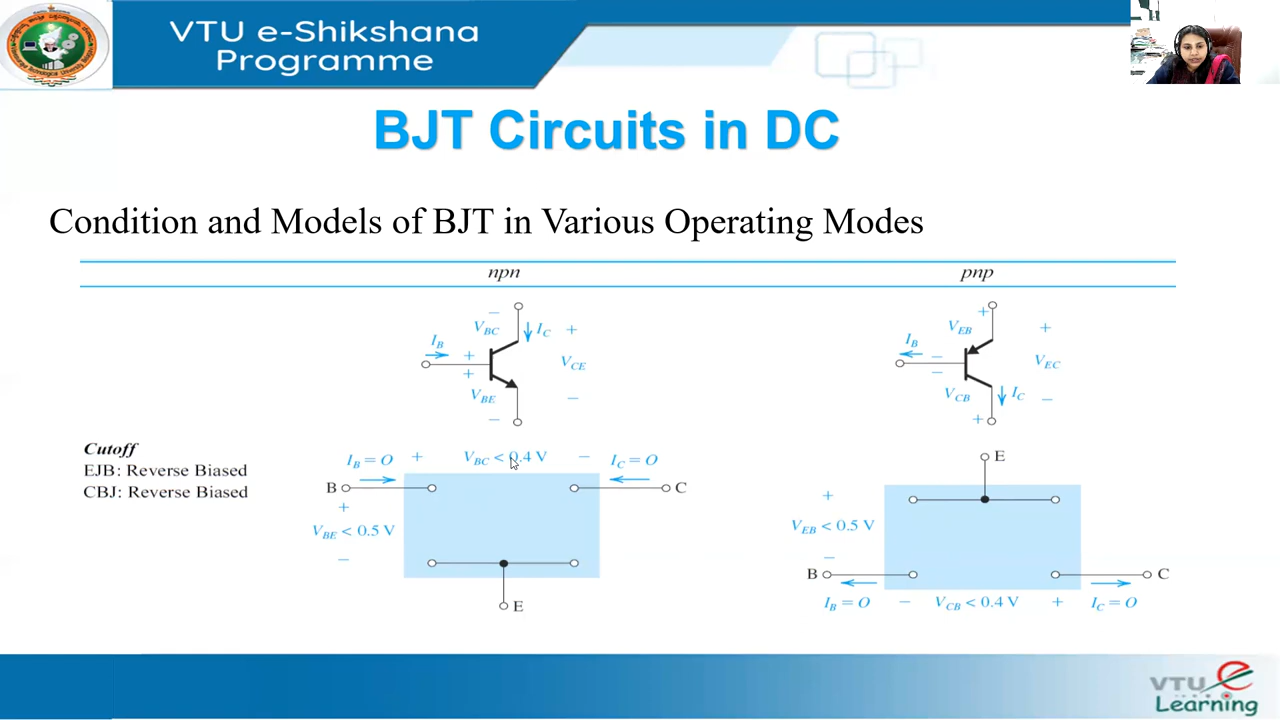 VTU e-Shikshana
Programme
BJT Circuits in DC
Condition and Models of BJT in Various Operating Modes
npn
pnp
−
V_BC
I_C
+
I_B
+
+
V_CE
V_BE
−
−
+
V_EB
+
I_B
−
−
V_EC
V_CB
I_C
−
+
Cutoff
EJB: Reverse Biased
CBJ: Reverse Biased
I_B = O + V_BC < 0.4 V − I_C = O
B
C
+
V_BE < 0.5 V
−
E
E
+
V_EB < 0.5 V
−
B
C
I_B = O − V_CB < 0.4 V + I_C = O
VTU e
Learning